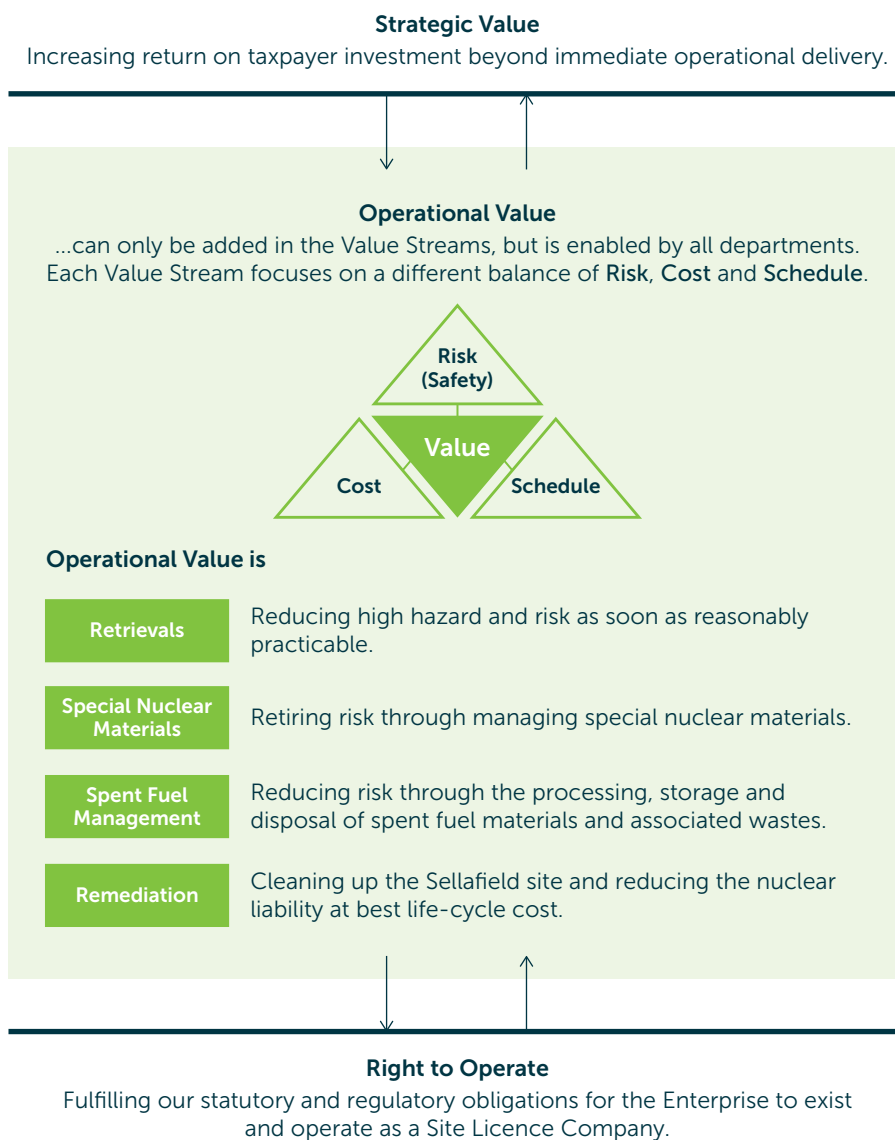 Strategic Value
Increasing return on taxpayer investment beyond immediate operational delivery.
Operational Value
...can only be added in the Value Streams, but is enabled by all departments.
Each Value Stream focuses on a different balance of Risk, Cost and Schedule.
Risk
(Safety)
Value
Cost
Schedule
Operational Value is
Retrievals
Reducing high hazard and risk as soon as reasonably
practicable.
Special Nuclear
Materials
Retiring risk through managing special nuclear materials.
Spent Fuel
Management
Reducing risk through the processing, storage and
disposal of spent fuel materials and associated wastes.
Remediation
Cleaning up the Sellafield site and reducing the nuclear
liability at best life-cycle cost.
Right to Operate
Fulfilling our statutory and regulatory obligations for the Enterprise to exist
and operate as a Site Licence Company.